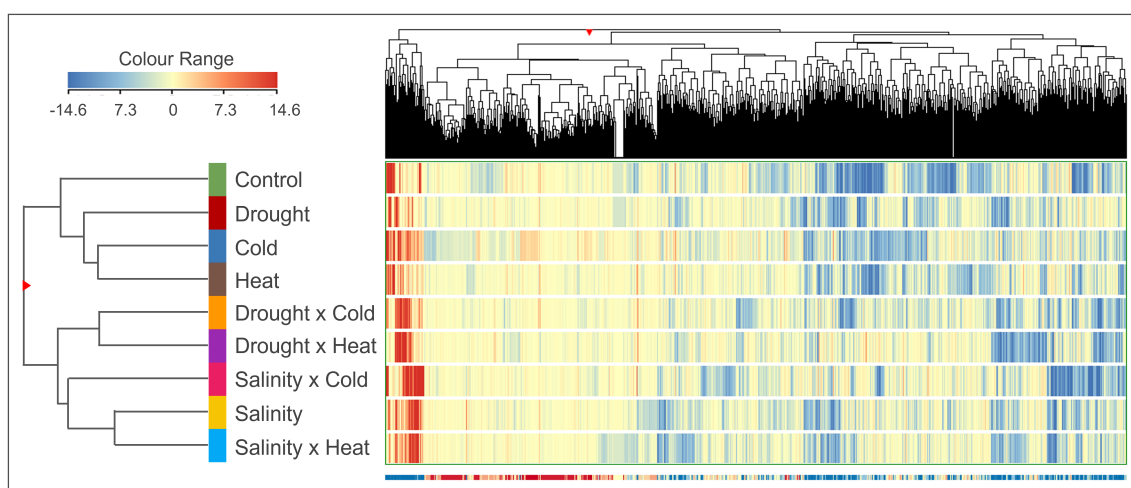 Colour Range
-14.6 7.3 0 7.3 14.6
Control
Drought
Cold
Heat
Drought x Cold
Drought x Heat
Salinity x Cold
Salinity
Salinity x Heat